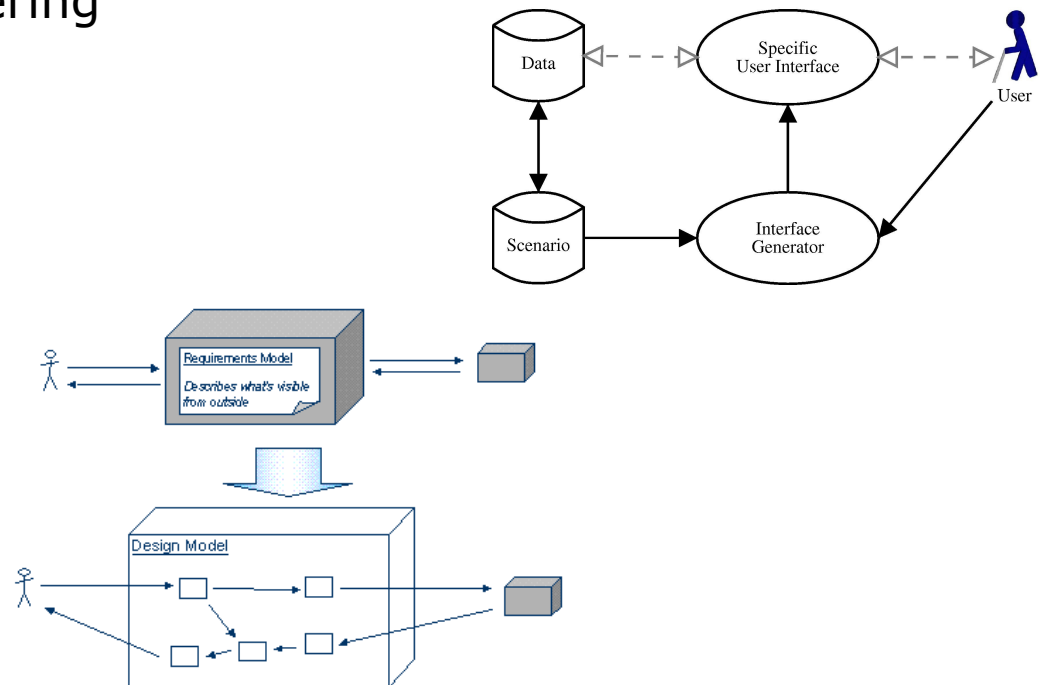 ering
Data
Specific
User Interface
User
Scenario
Interface
Generator
Requirements Model
Describes what's visible
from outside
Design Model